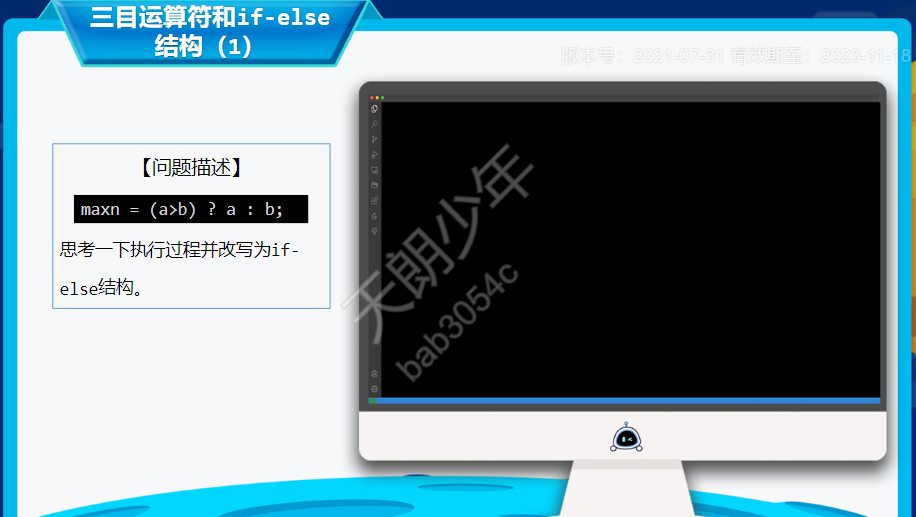 三目运算符和if-else
结构（1）
版本号：2021-07-31 有效期至：2023-11-18
【问题描述】
maxn = (a>b) ? a : b;
思考一下执行过程并改写为if-
else结构。
天朗少年
bab3054c